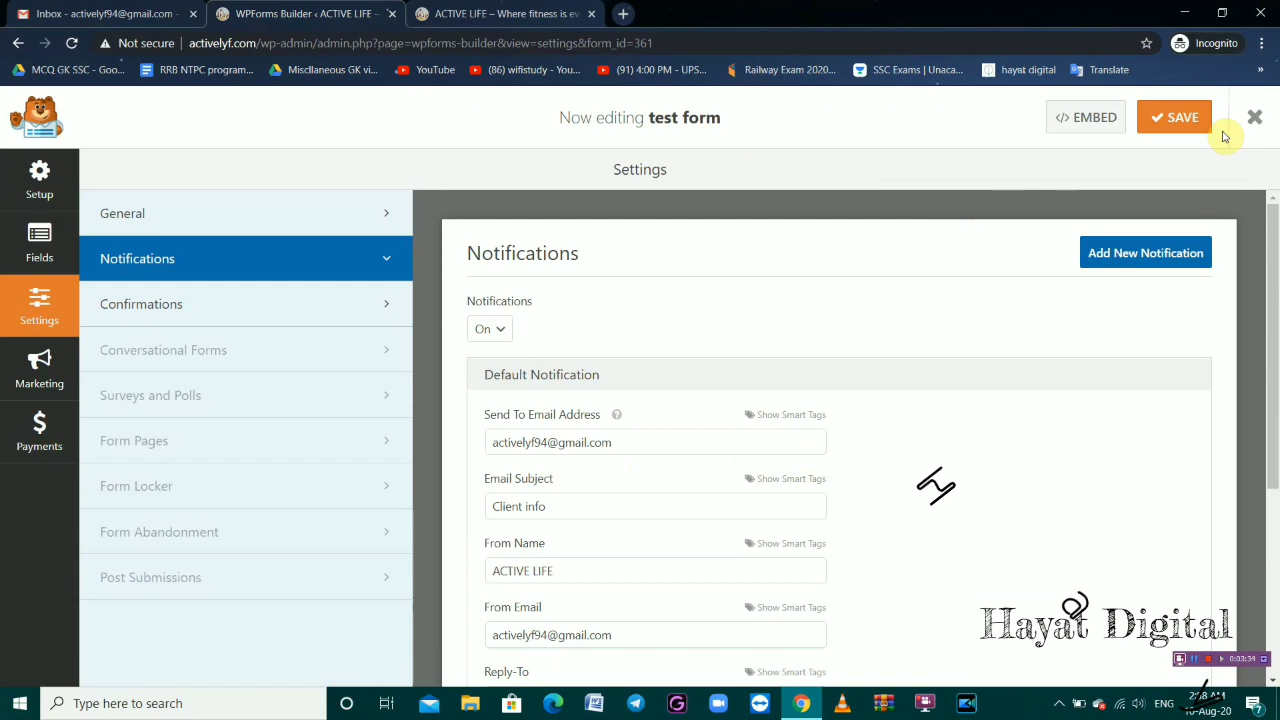 Inbox - activelyf94@gmail.com -
WPForms Builder ‹ ACTIVE LIFE –
ACTIVE LIFE – Where fitness is ev
Not secure
activelyf.com/wp-admin/admin.php?page=wpforms-builder&view=settings&form_id=361
Incognito
MCQ GK SSC - Goo...
RRB NTPC program...
Miscllaneous GK vi...
YouTube
(86) wifistudy - You...
(91) 4:00 PM - UPS...
Railway Exam 2020...
SSC Exams | Unaca...
hayat digital
Translate
»
Now editing test form
</> EMBED
SAVE
Settings
Setup
Fields
Settings
Marketing
Payments
General
Notifications
Confirmations
Conversational Forms
Surveys and Polls
Form Pages
Form Locker
Form Abandonment
Post Submissions
Notifications
Add New Notification
Notifications
On
Default Notification
Send To Email Address
Show Smart Tags
activelyf94@gmail.com
Email Subject
Show Smart Tags
Client info
From Name
Show Smart Tags
ACTIVE LIFE
From Email
Show Smart Tags
activelyf94@gmail.com
Reply-To
Show Smart Tags
Hayat Digital
0:03:34
Type here to search
ENG
-Aug-20
7